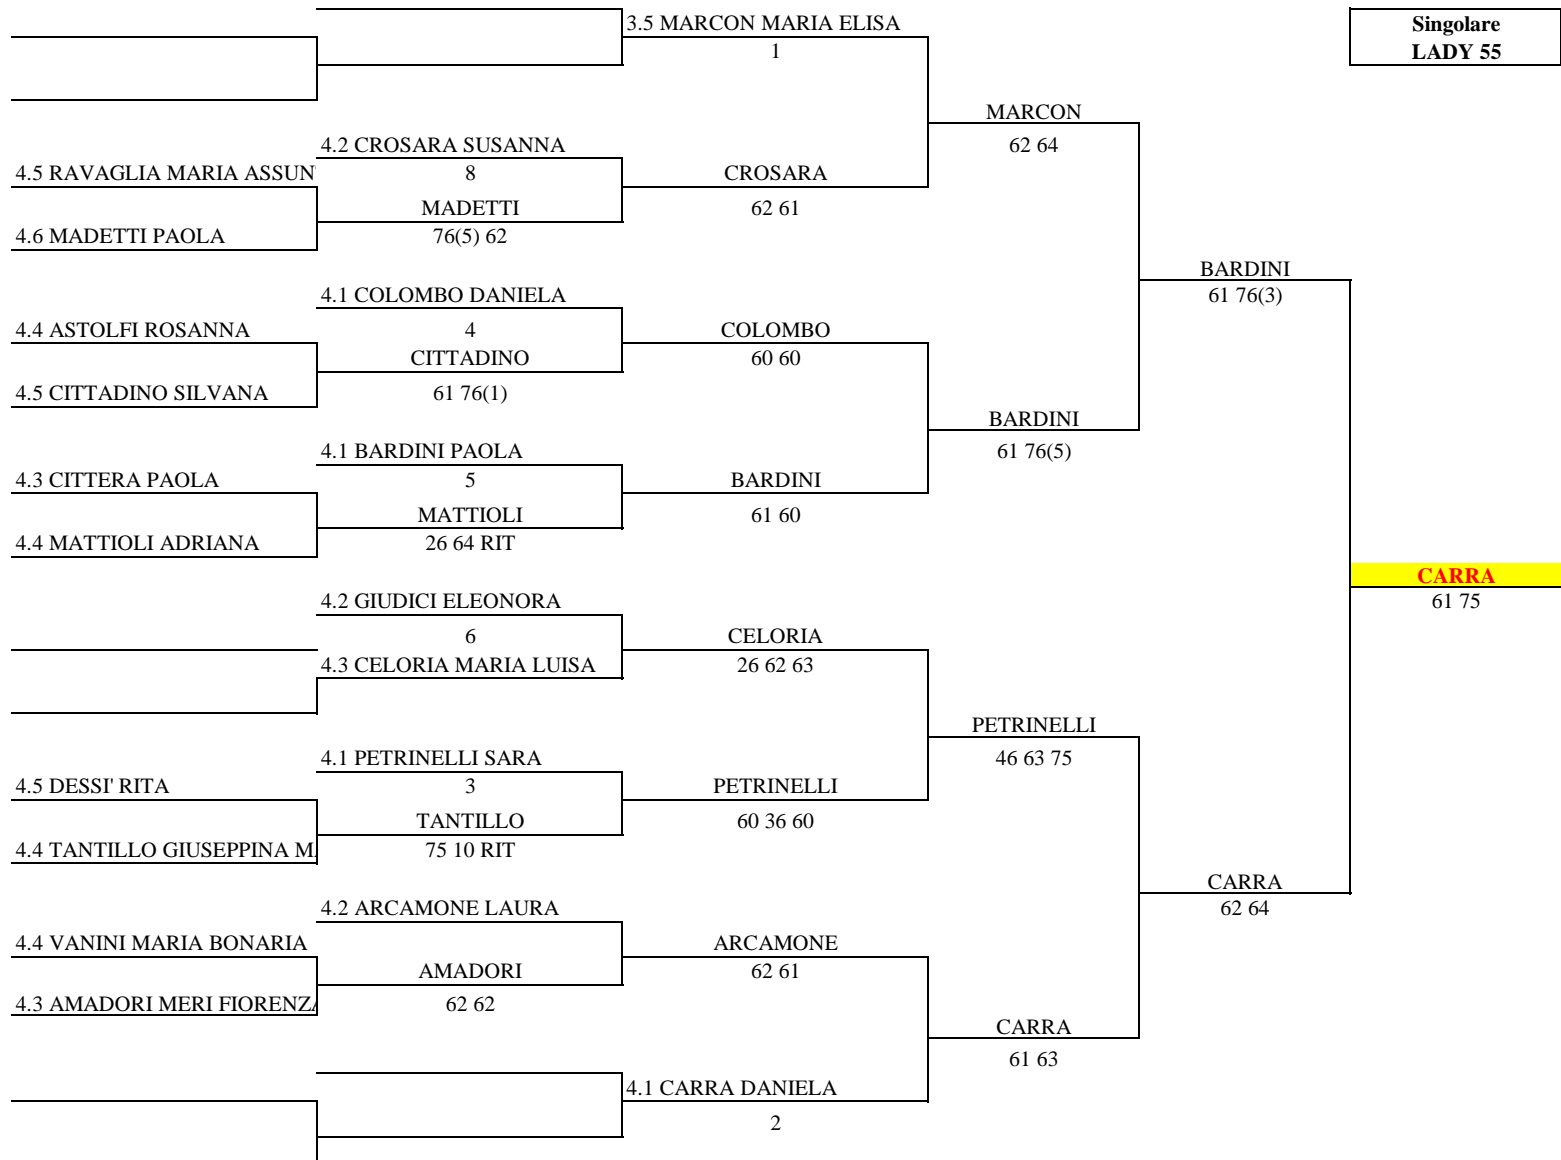 3.5 MARCON MARIA ELISA
1
Singolare
LADY 55
MARCON
62 64
4.2 CROSARA SUSANNA
8
4.5 RAVAGLIA MARIA ASSUN
CROSARA
62 61
MADETTI
76(5) 62
4.6 MADETTI PAOLA
BARDINI
61 76(3)
4.1 COLOMBO DANIELA
4
4.4 ASTOLFI ROSANNA
COLOMBO
60 60
CITTADINO
61 76(1)
4.5 CITTADINO SILVANA
BARDINI
61 76(5)
4.1 BARDINI PAOLA
5
4.3 CITTERA PAOLA
BARDINI
61 60
MATTIOLI
26 64 RIT
4.4 MATTIOLI ADRIANA
CARRA
61 75
4.2 GIUDICI ELEONORA
6
CELORIA
26 62 63
4.3 CELORIA MARIA LUISA
PETRINELLI
46 63 75
4.1 PETRINELLI SARA
3
4.5 DESSI' RITA
PETRINELLI
60 36 60
TANTILLO
75 10 RIT
4.4 TANTILLO GIUSEPPINA M
CARRA
62 64
4.2 ARCAMONE LAURA
4.4 VANINI MARIA BONARIA
ARCAMONE
62 61
AMADORI
62 62
4.3 AMADORI MERI FIORENZA
CARRA
61 63
4.1 CARRA DANIELA
2